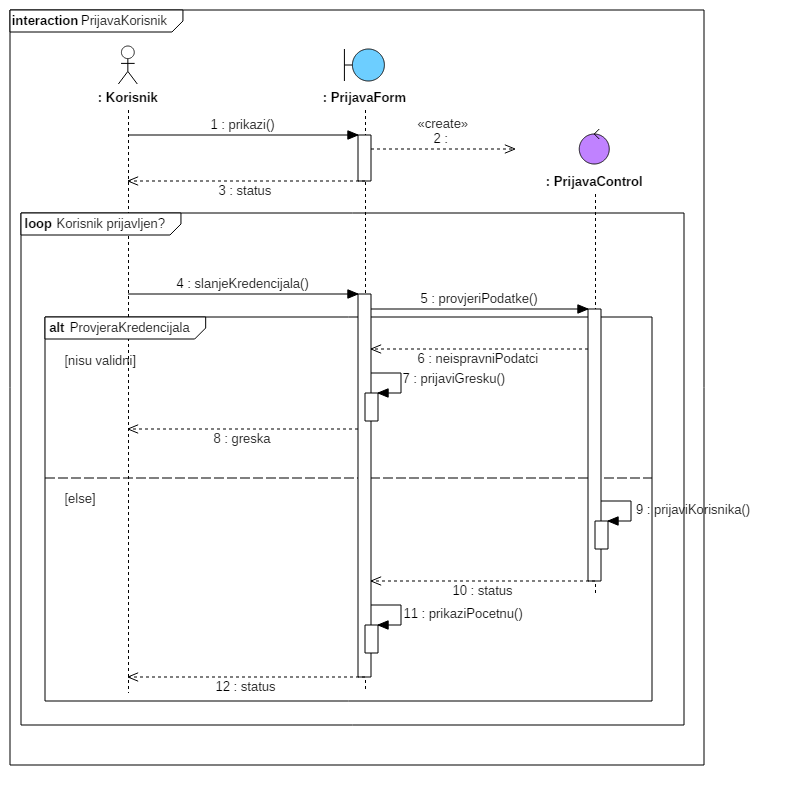 interaction PrijavaKorisnik
: Korisnik
: PrijavaForm
1 : prikazi()
«create»
2 :
: PrijavaControl
3 : status
loop Korisnik prijavljen?
4 : slanjeKredencijala()
5 : provjeriPodatke()
alt ProvjeraKredencijala
[nisu validni]
6 : neispravniPodatci
7 : prijaviGresku()
8 : greska
[else]
9 : prijaviKorisnika()
10 : status
11 : prikaziPocetnu()
12 : status